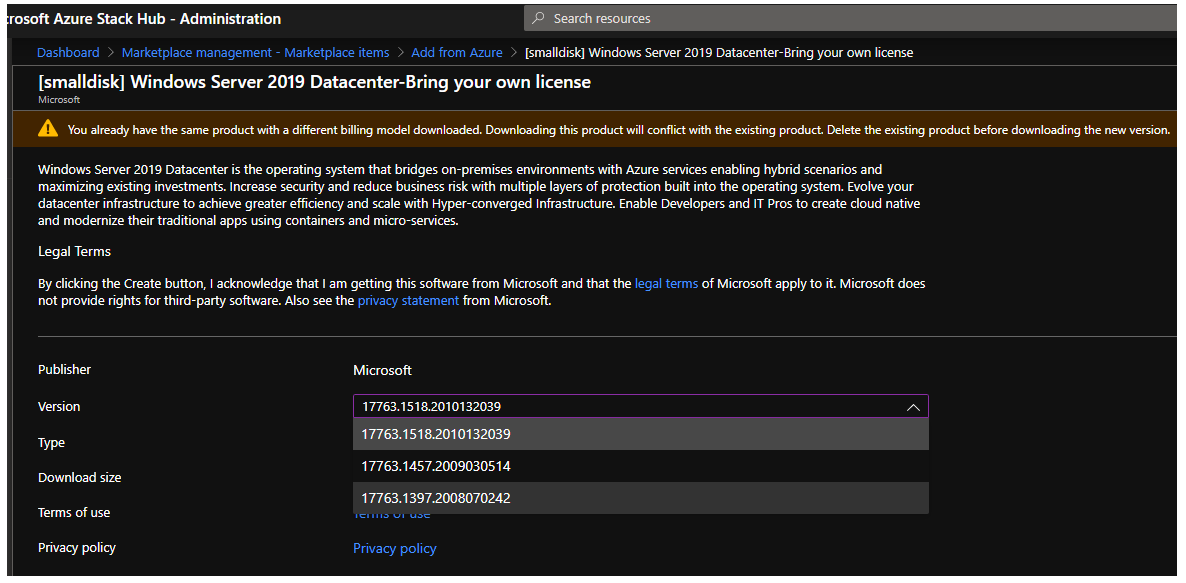 crosoft Azure Stack Hub - Administration
Search resources
Dashboard > Marketplace management - Marketplace items > Add from Azure > [smalldisk] Windows Server 2019 Datacenter-Bring your own license
[smalldisk] Windows Server 2019 Datacenter-Bring your own license
Microsoft
You already have the same product with a different billing model downloaded. Downloading this product will conflict with the existing product. Delete the existing product before downloading the new version.
Windows Server 2019 Datacenter is the operating system that bridges on-premises environments with Azure services enabling hybrid scenarios and
maximizing existing investments. Increase security and reduce business risk with multiple layers of protection built into the operating system. Evolve your
datacenter infrastructure to achieve greater efficiency and scale with Hyper-converged Infrastructure. Enable Developers and IT Pros to create cloud native
and modernize their traditional apps using containers and micro-services.
Legal Terms
By clicking the Create button, I acknowledge that I am getting this software from Microsoft and that the legal terms of Microsoft apply to it. Microsoft does
not provide rights for third-party software. Also see the privacy statement from Microsoft.
Publisher Microsoft
Version 17763.1518.2010132039
17763.1518.2010132039
Type
17763.1457.2009030514
Download size
17763.1397.2008070242
Terms of use Terms of use
Privacy policy Privacy policy